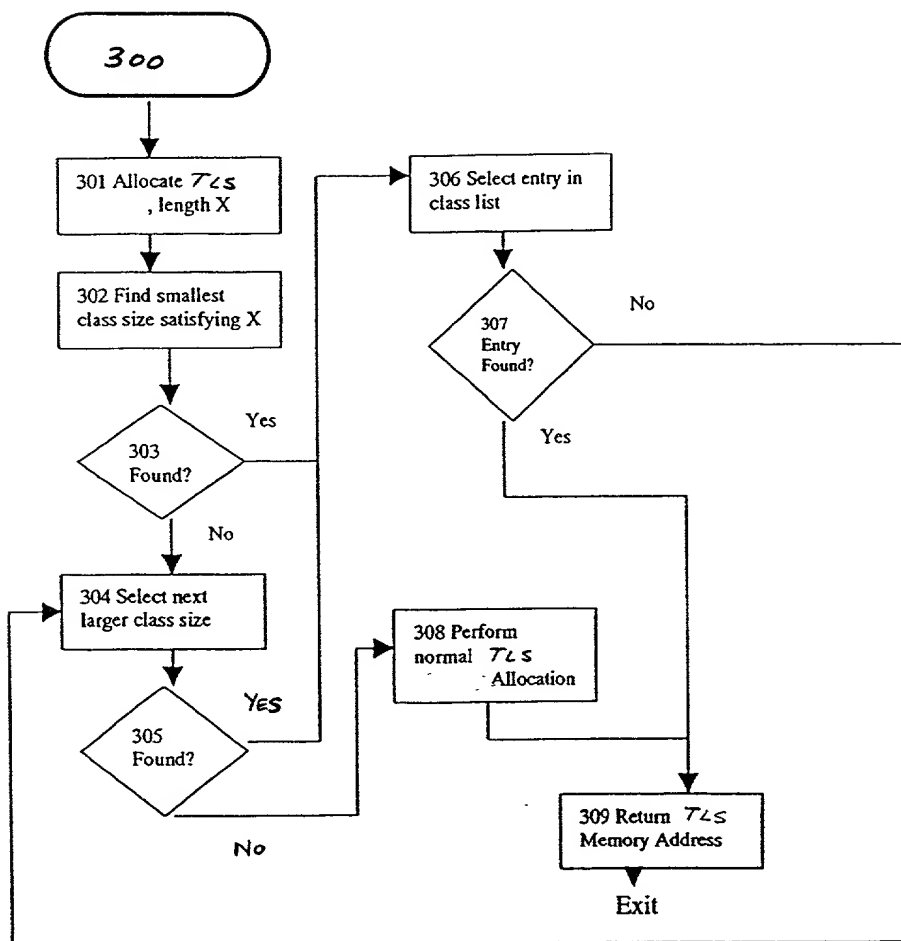 300
301 Allocate TLS
, length X
302 Find smallest
class size satisfying X
303
Found?
Yes
No
304 Select next
larger class size
305
Found?
YES
No
306 Select entry in
class list
307
Entry
Found?
No
Yes
308 Perform
normal TLS
Allocation
309 Return TLS
Memory Address
Exit